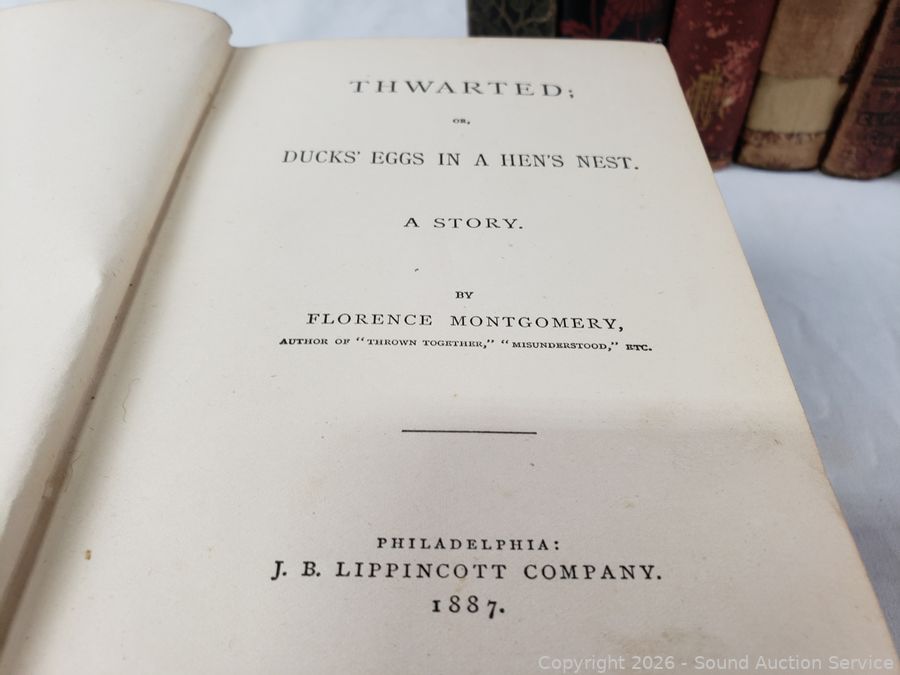 THWARTED;
OR,
DUCKS' EGGS IN A HEN'S NEST.
A STORY.
BY
FLORENCE MONTGOMERY,
AUTHOR OF "THROWN TOGETHER," "MISUNDERSTOOD," ETC.
PHILADELPHIA:
J. B. LIPPINCOTT COMPANY.
1887.
Copyright 2026 - Sound Auction Service